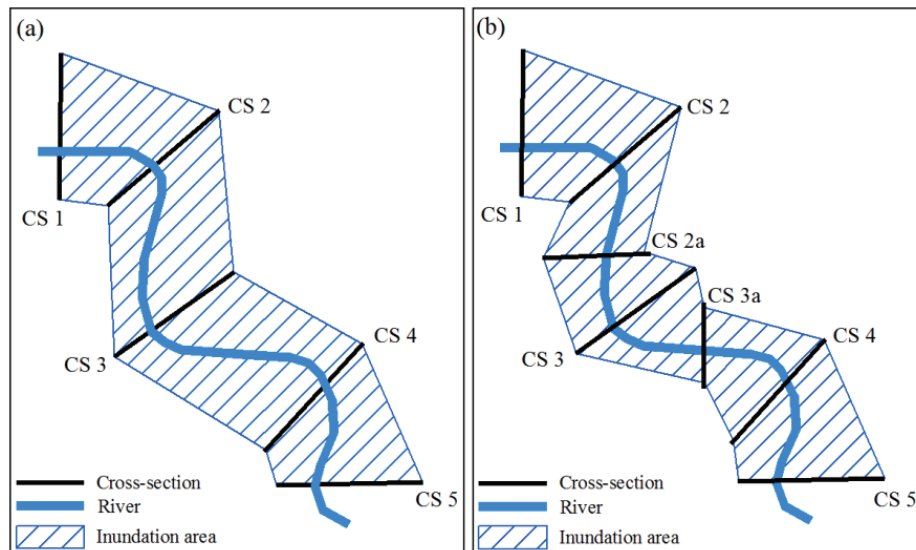 (a)
CS 2
CS 1
CS 3
CS 4
CS 5
Cross-section
River
Inundation area
(b)
CS 2
CS 1
CS 2a
CS 3a
CS 3
CS 4
CS 5
Cross-section
River
Inundation area